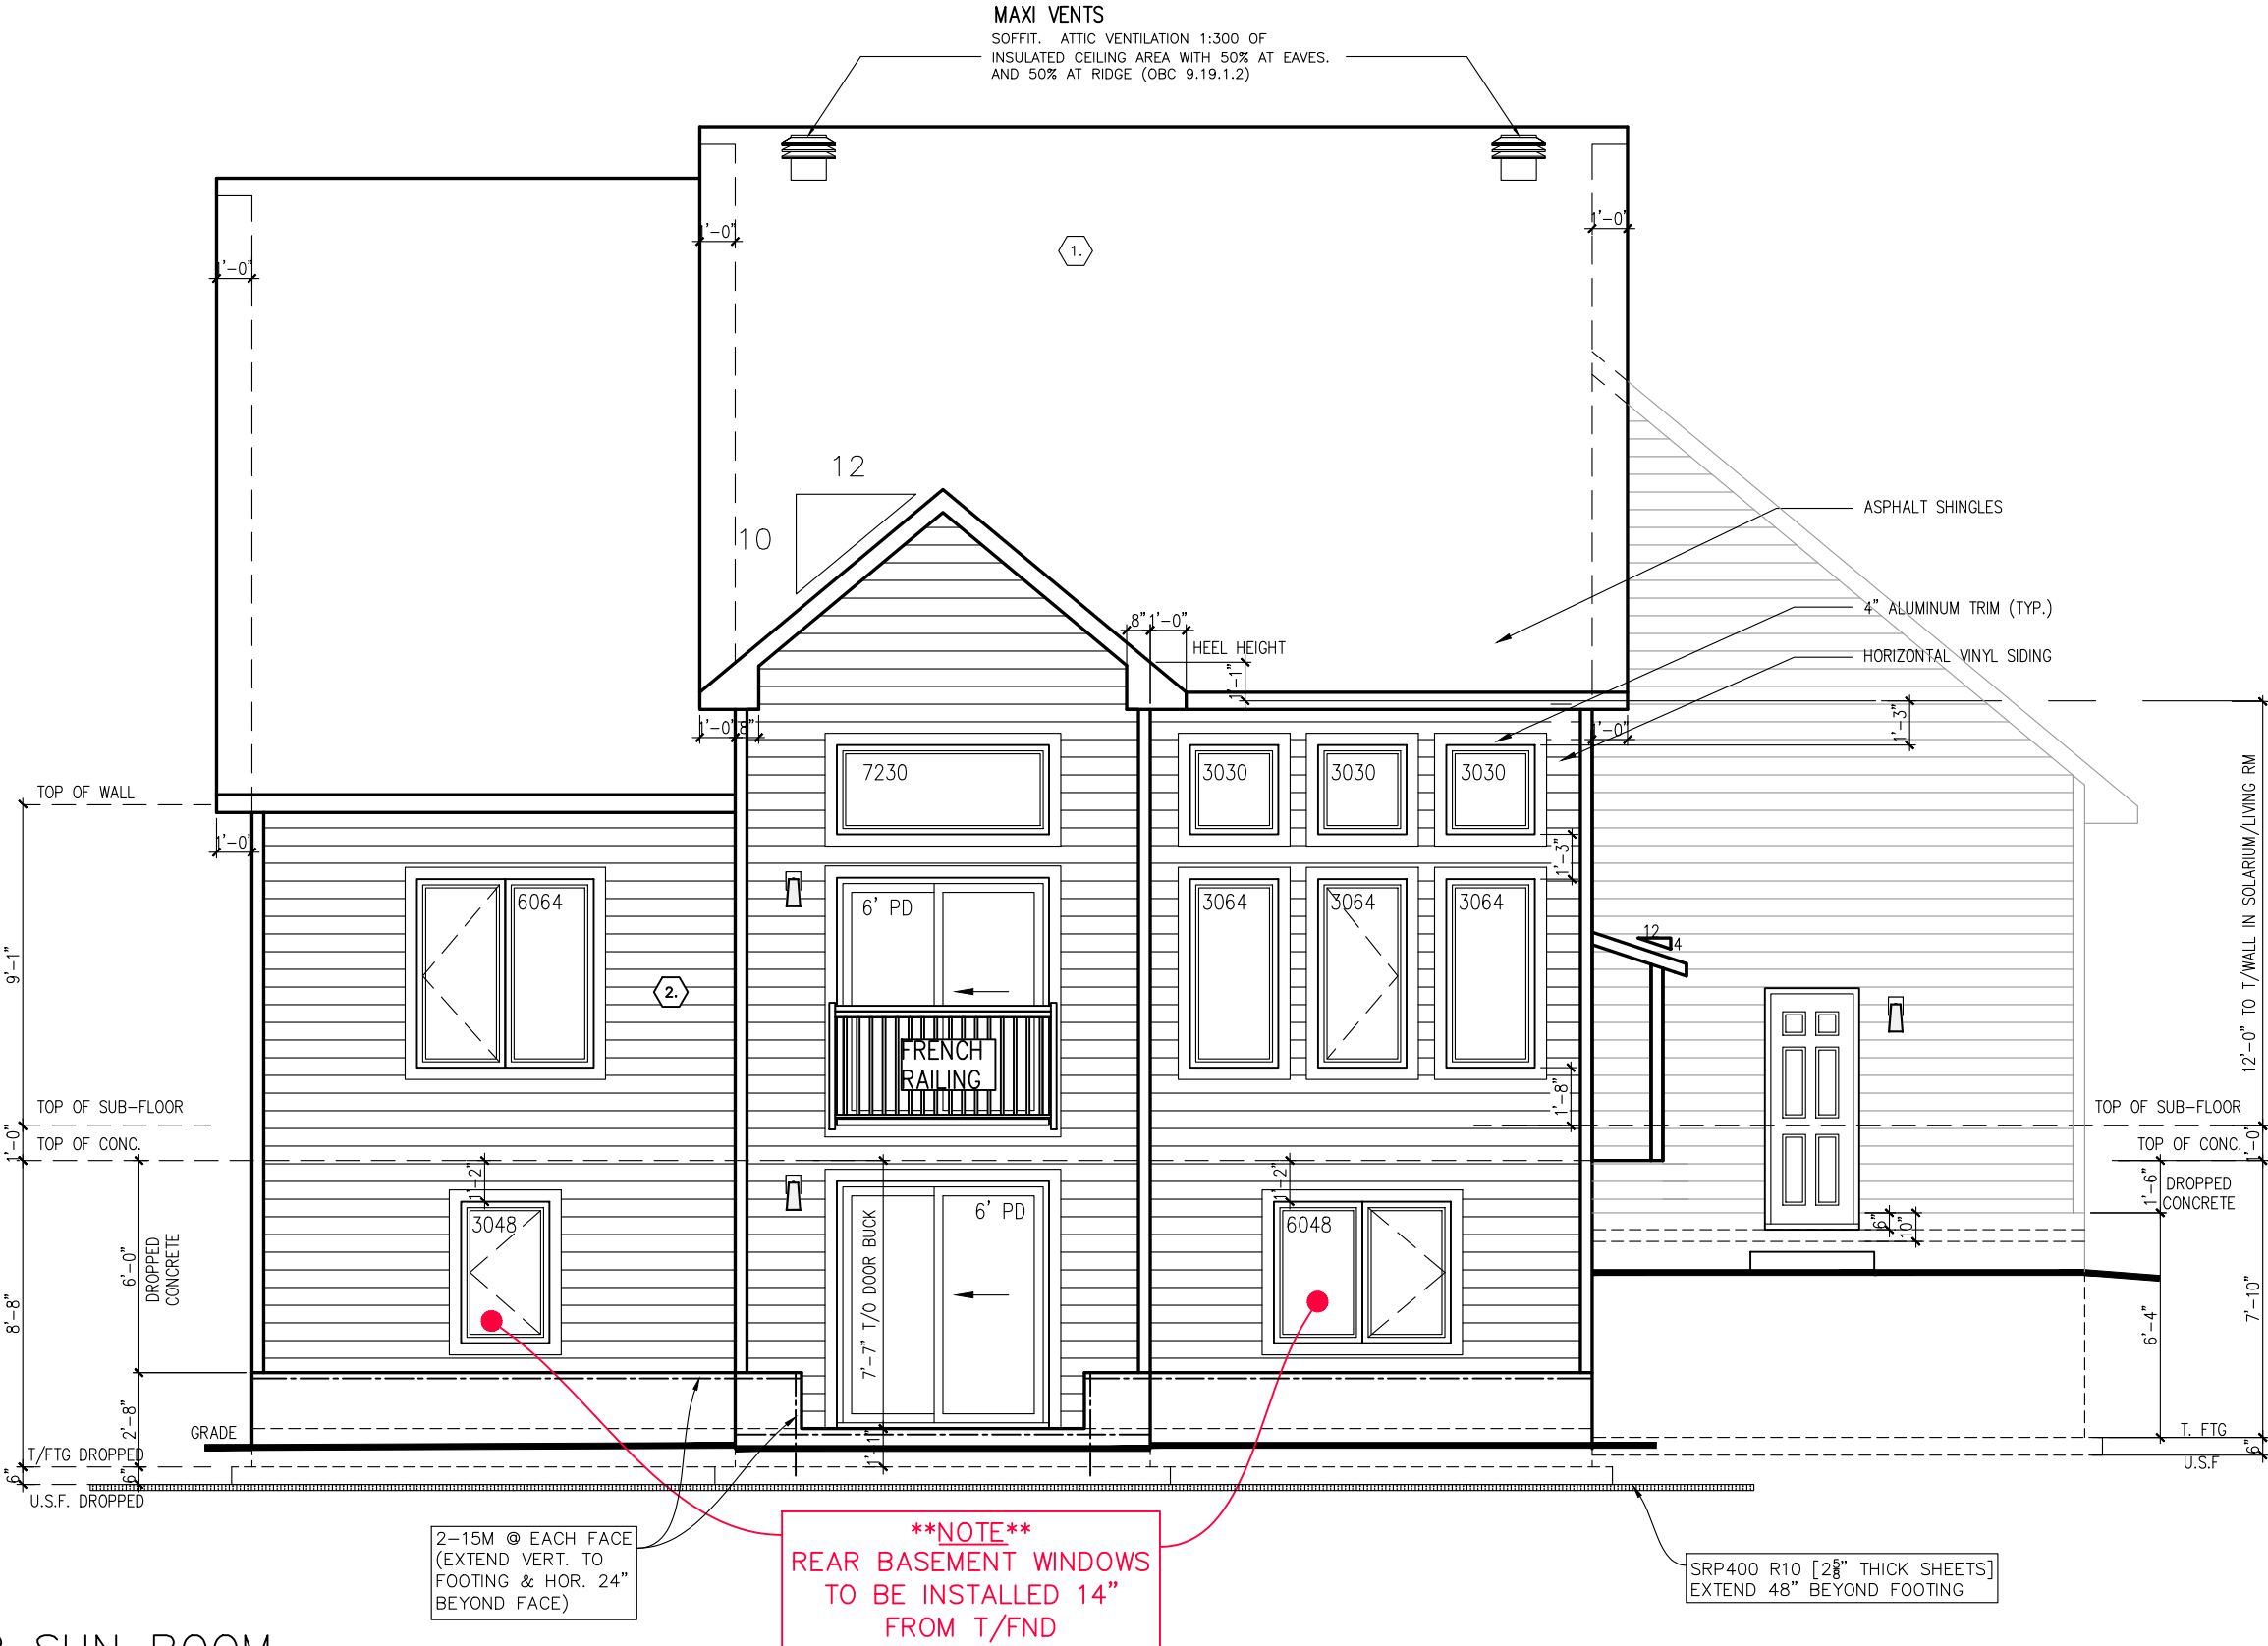 MAXI VENTS
SOFFIT. ATTIC VENTILATION 1:300 OF
INSULATED CEILING AREA WITH 50% AT EAVES.
AND 50% AT RIDGE (OBC 9.19.1.2)
1'-0"
1'-0"
1'-0"
1.
12
10
ASPHALT SHINGLES
4" ALUMINUM TRIM (TYP.)
HORIZONTAL VINYL SIDING
8"
1'-0"
HEEL HEIGHT
1'-1"
1'-0"
8"
1'-3"
1'-0"
TOP OF WALL
1'-0"
7230
3030
3030
3030
1'-3"
12'-0" TO T/WALL IN SOLARIUM/LIVING RM
6064
6' PD
3064
3064
3064
12
4
9'-1"
2.
FRENCH
RAILING
1'-8"
TOP OF SUB-FLOOR
TOP OF SUB-FLOOR
1'-0"
TOP OF CONC.
TOP OF CONC.
1'-0"
1'-2"
1'-2"
1'-6"
DROPPED
CONCRETE
3048
6' PD
6048
6"
10"
6'-0"
DROPPED
CONCRETE
8'-8"
7'-7" T/O DOOR BUCK
6'-4"
7'-10"
2'-8"
GRADE
1'-1"
T/FTG DROPPED
T. FTG
6"
6"
6"
U.S.F
U.S.F. DROPPED
2-15M @ EACH FACE
(EXTEND VERT. TO
FOOTING & HOR. 24"
BEYOND FACE)
**NOTE**
REAR BASEMENT WINDOWS
TO BE INSTALLED 14"
FROM T/FND
SRP400 R10 [2⅝" THICK SHEETS]
EXTEND 48" BEYOND FOOTING
SUN ROOM